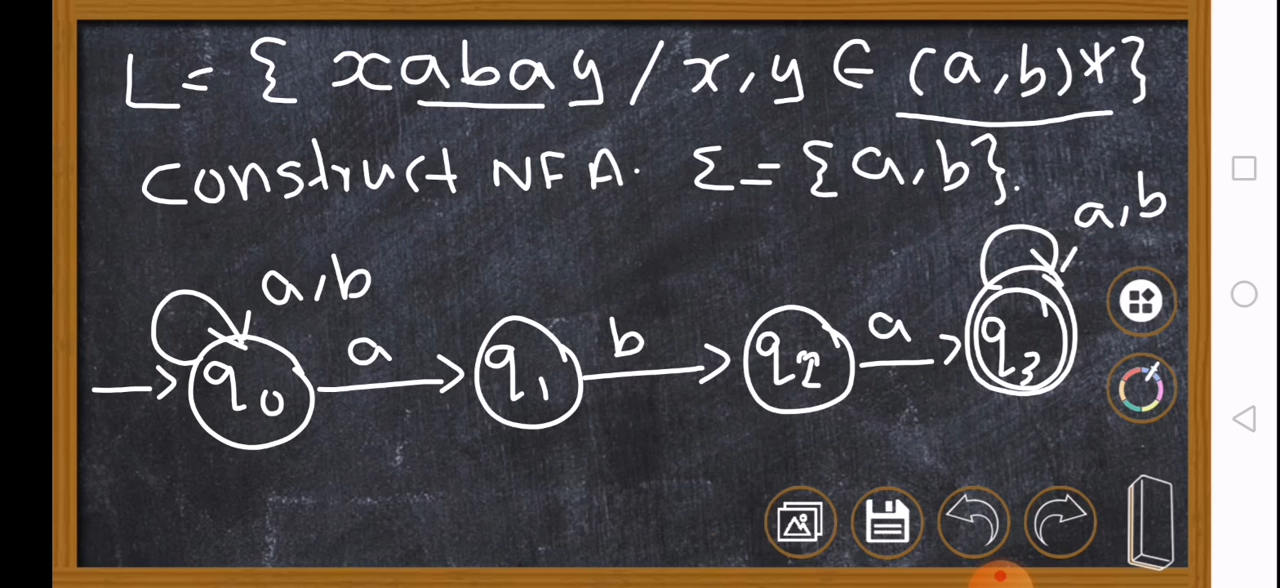 L = { xabay / x, y ∈ (a,b)* }
construct NFA. Σ = {a,b}.
a,b
a,b
a
b
a
q0
q1
q2
q3